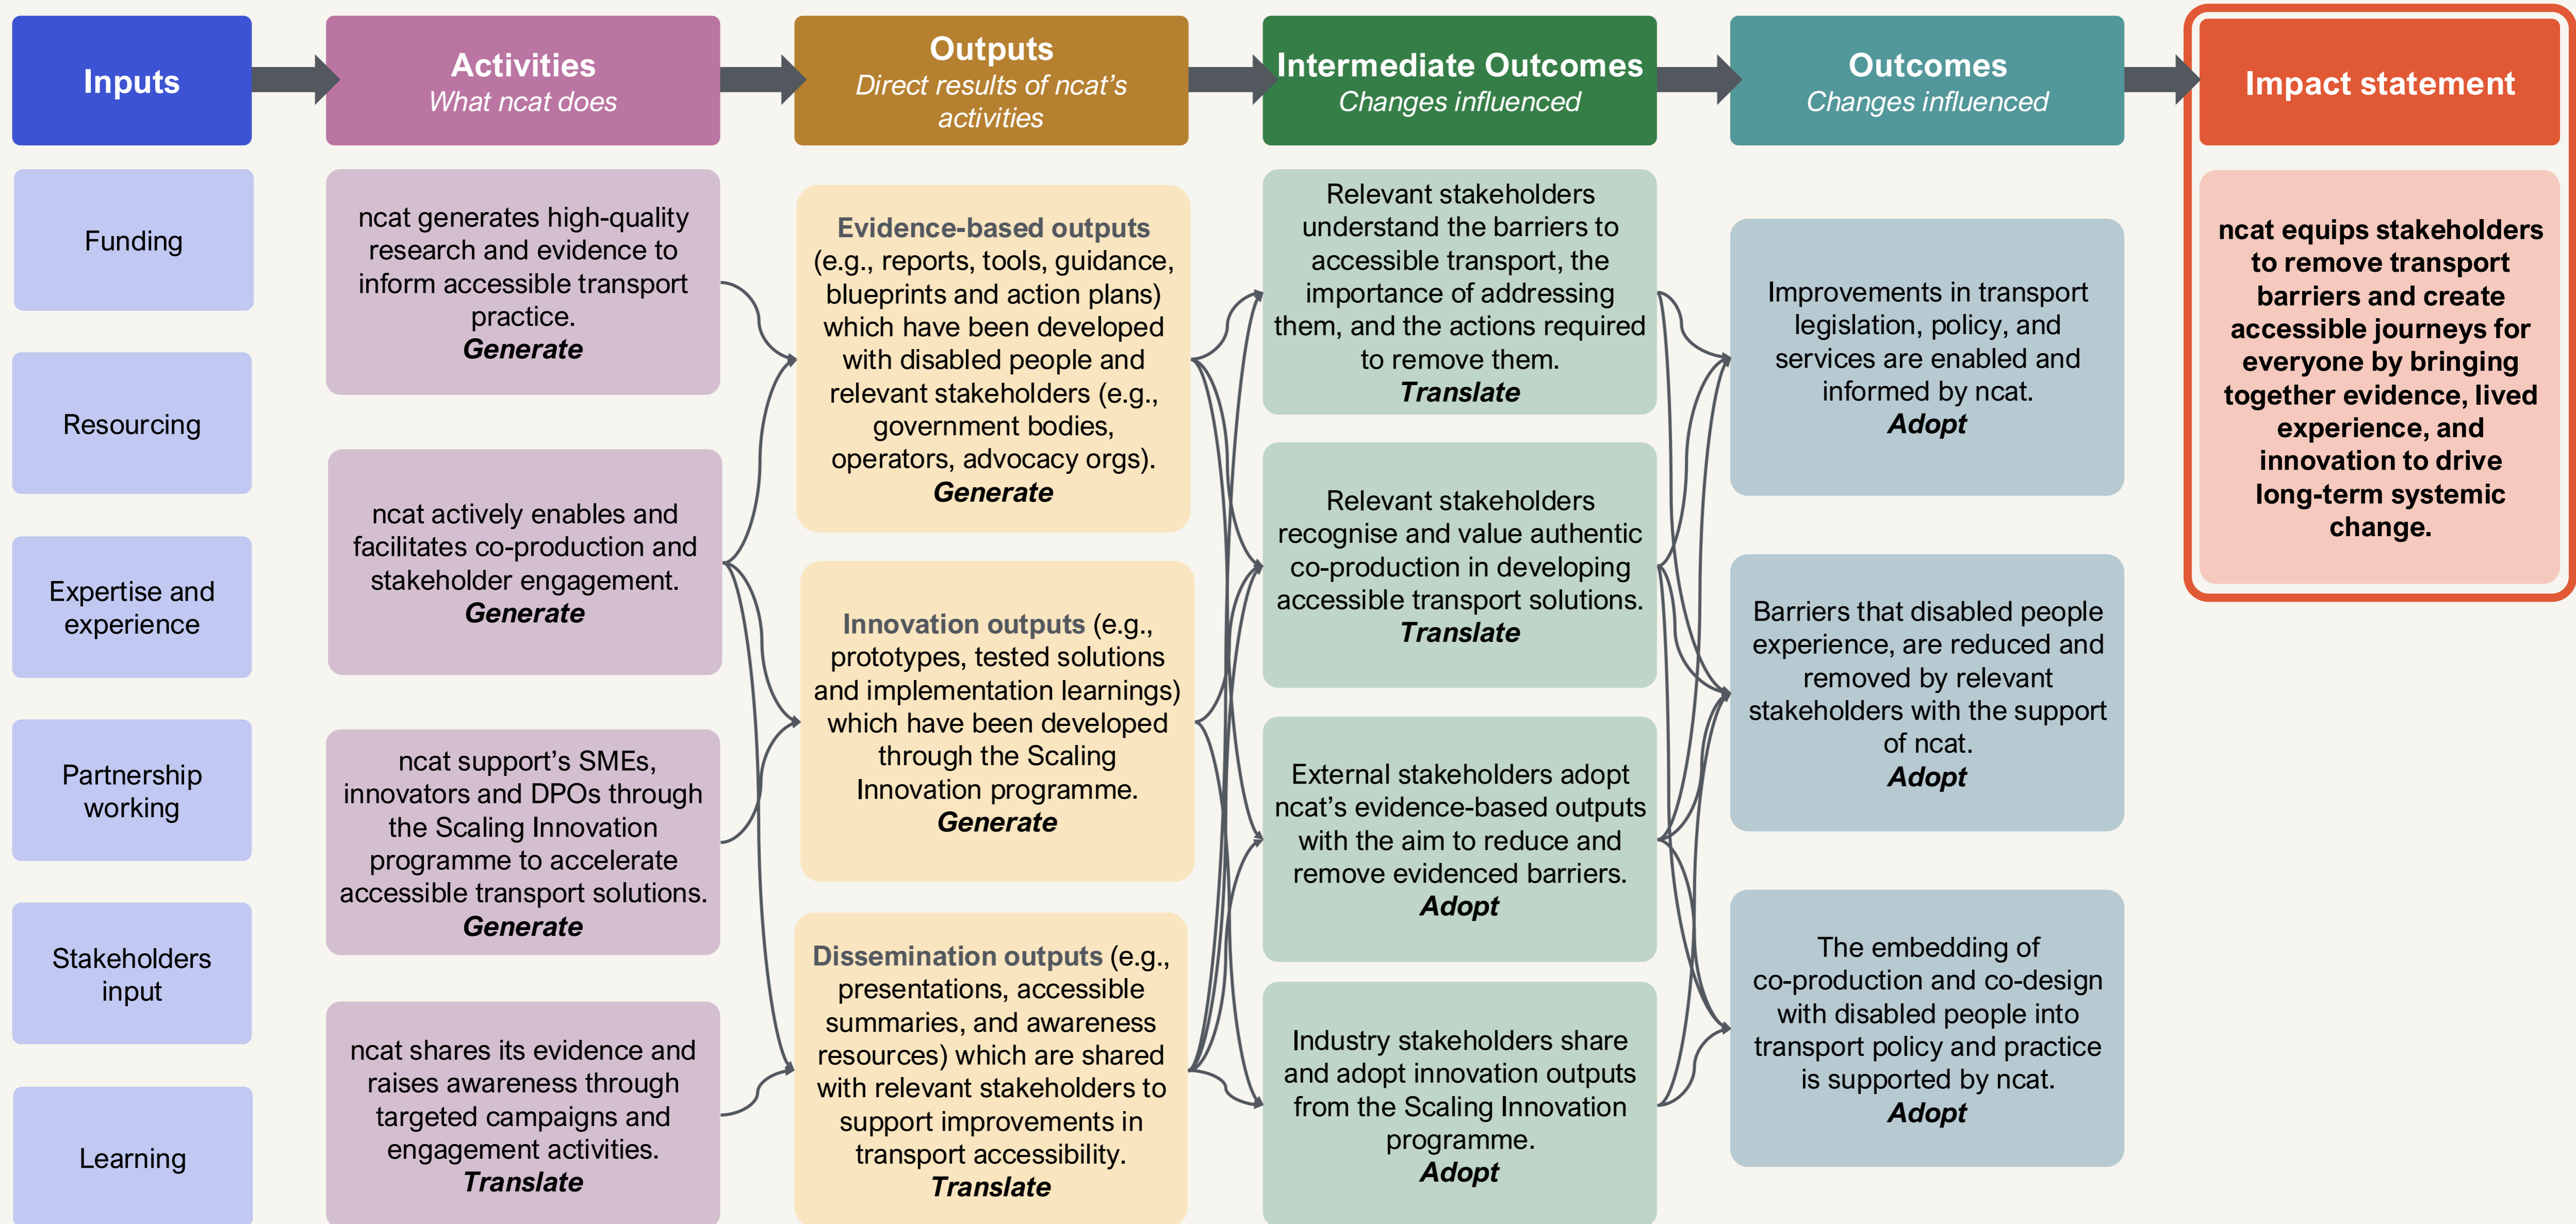 Inputs
Activities
What ncat does
Outputs
Direct results of ncat’s
activities
Intermediate Outcomes
Changes influenced
Outcomes
Changes influenced
Impact statement
Funding
Resourcing
Expertise and
experience
Partnership
working
Stakeholders
input
Learning
ncat generates high-quality
research and evidence to
inform accessible transport
practice.
Generate
ncat actively enables and
facilitates co-production and
stakeholder engagement.
Generate
ncat support’s SMEs,
innovators and DPOs through
the Scaling Innovation
programme to accelerate
accessible transport solutions.
Generate
ncat shares its evidence and
raises awareness through
targeted campaigns and
engagement activities.
Translate
Evidence-based outputs
(e.g., reports, tools, guidance,
blueprints and action plans)
which have been developed
with disabled people and
relevant stakeholders (e.g.,
government bodies,
operators, advocacy orgs).
Generate
Innovation outputs (e.g.,
prototypes, tested solutions
and implementation learnings)
which have been developed
through the Scaling
Innovation programme.
Generate
Dissemination outputs (e.g.,
presentations, accessible
summaries, and awareness
resources) which are shared
with relevant stakeholders to
support improvements in
transport accessibility.
Translate
Relevant stakeholders
understand the barriers to
accessible transport, the
importance of addressing
them, and the actions required
to remove them.
Translate
Relevant stakeholders
recognise and value authentic
co-production in developing
accessible transport solutions.
Translate
External stakeholders adopt
ncat’s evidence-based outputs
with the aim to reduce and
remove evidenced barriers.
Adopt
Industry stakeholders share
and adopt innovation outputs
from the Scaling Innovation
programme.
Adopt
Improvements in transport
legislation, policy, and
services are enabled and
informed by ncat.
Adopt
Barriers that disabled people
experience, are reduced and
removed by relevant
stakeholders with the support
of ncat.
Adopt
The embedding of
co-production and co-design
with disabled people into
transport policy and practice
is supported by ncat.
Adopt
ncat equips stakeholders
to remove transport
barriers and create
accessible journeys for
everyone by bringing
together evidence, lived
experience, and
innovation to drive
long-term systemic
change.